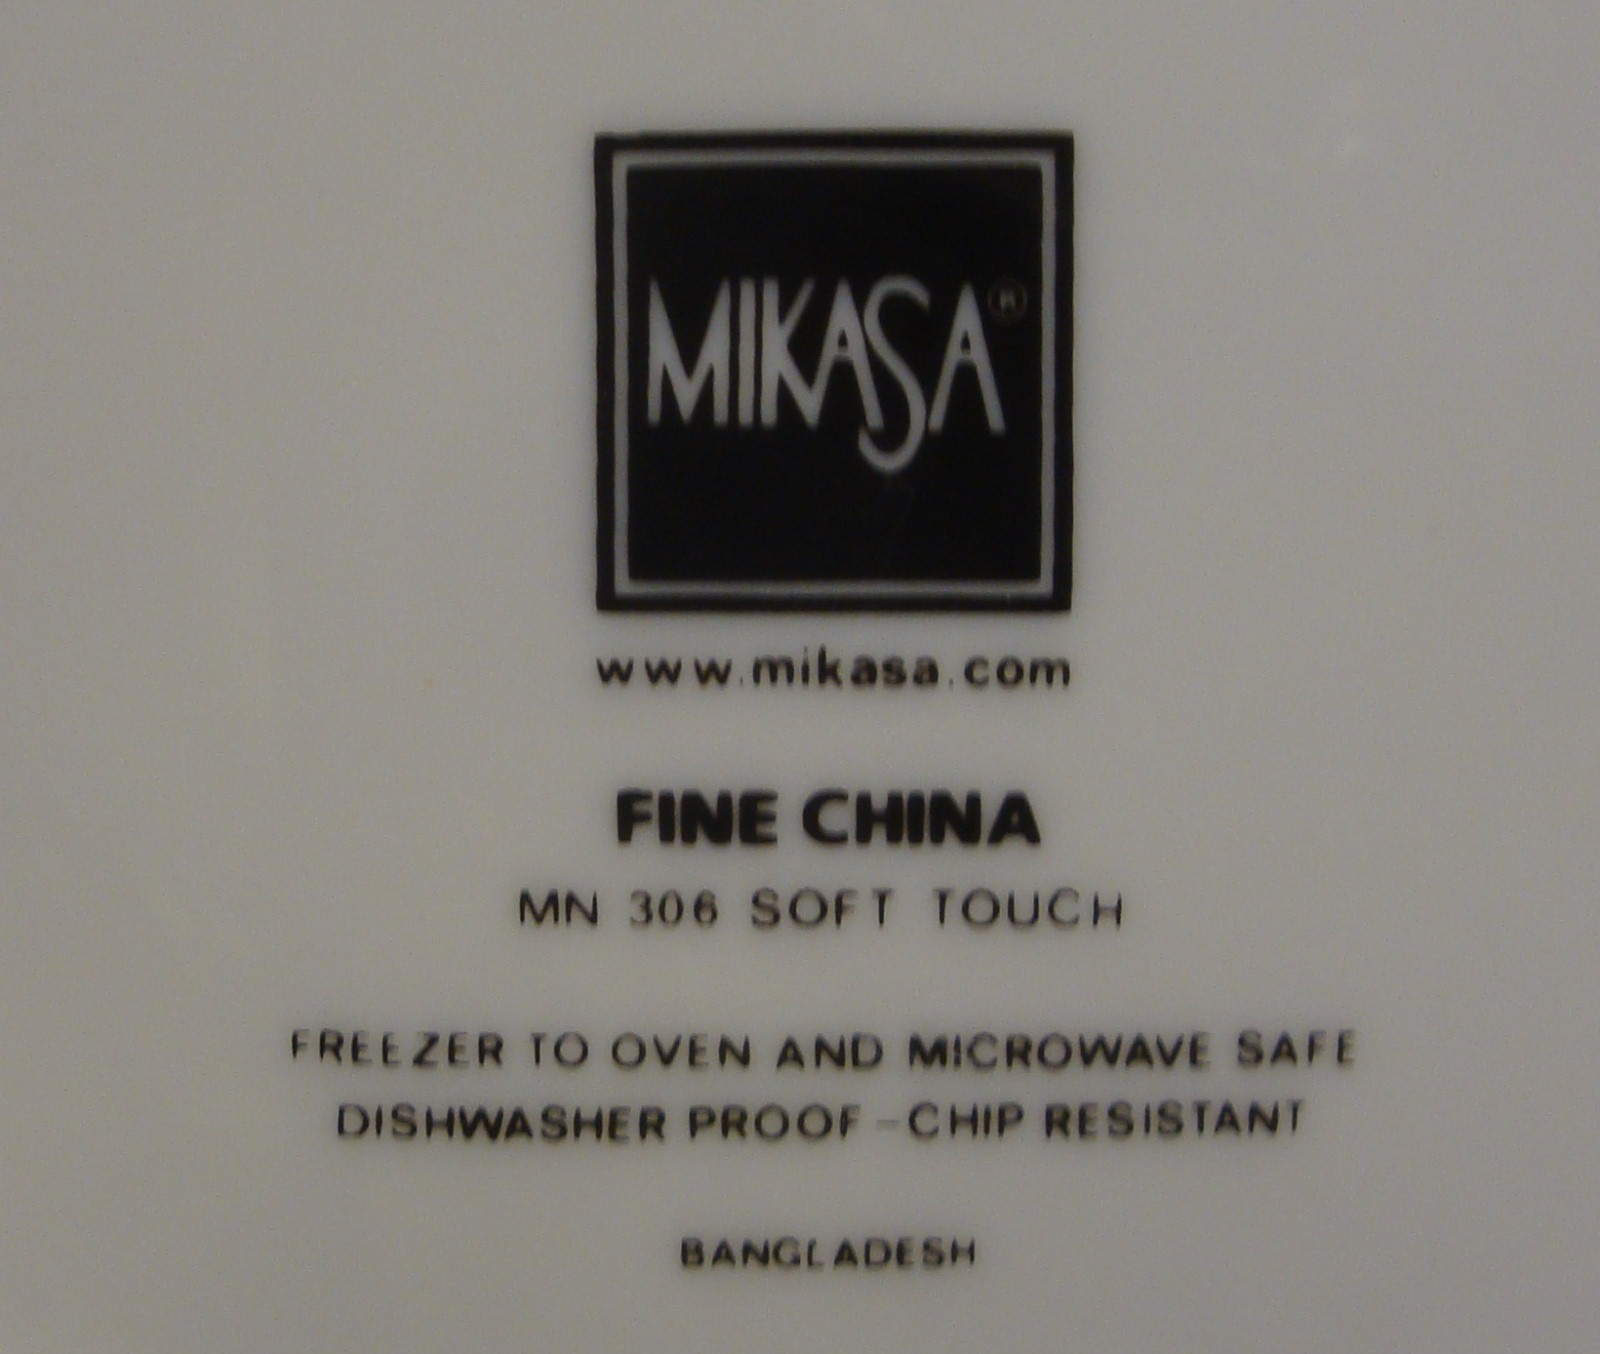 MIKASA®
www.mikasa.com
FINE CHINA
MN 306 SOFT TOUCH
FREEZER TO OVEN AND MICROWAVE SAFE
DISHWASHER PROOF - CHIP RESISTANT
BANGLADESH